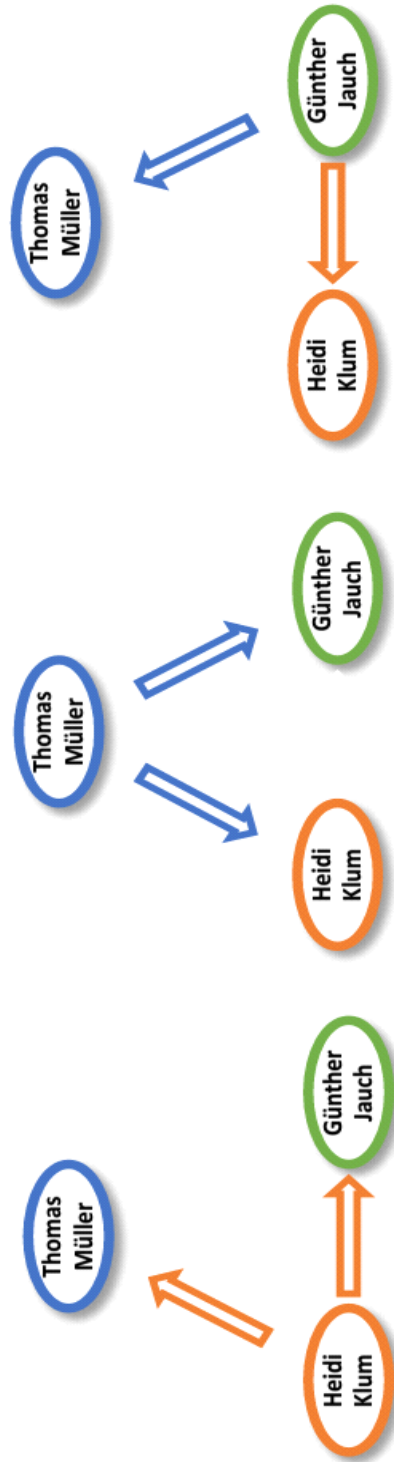 Thomas
Müller
Heidi
Klum
Günther
Jauch
Thomas
Müller
Heidi
Klum
Günther
Jauch
Thomas
Müller
Heidi
Klum
Günther
Jauch